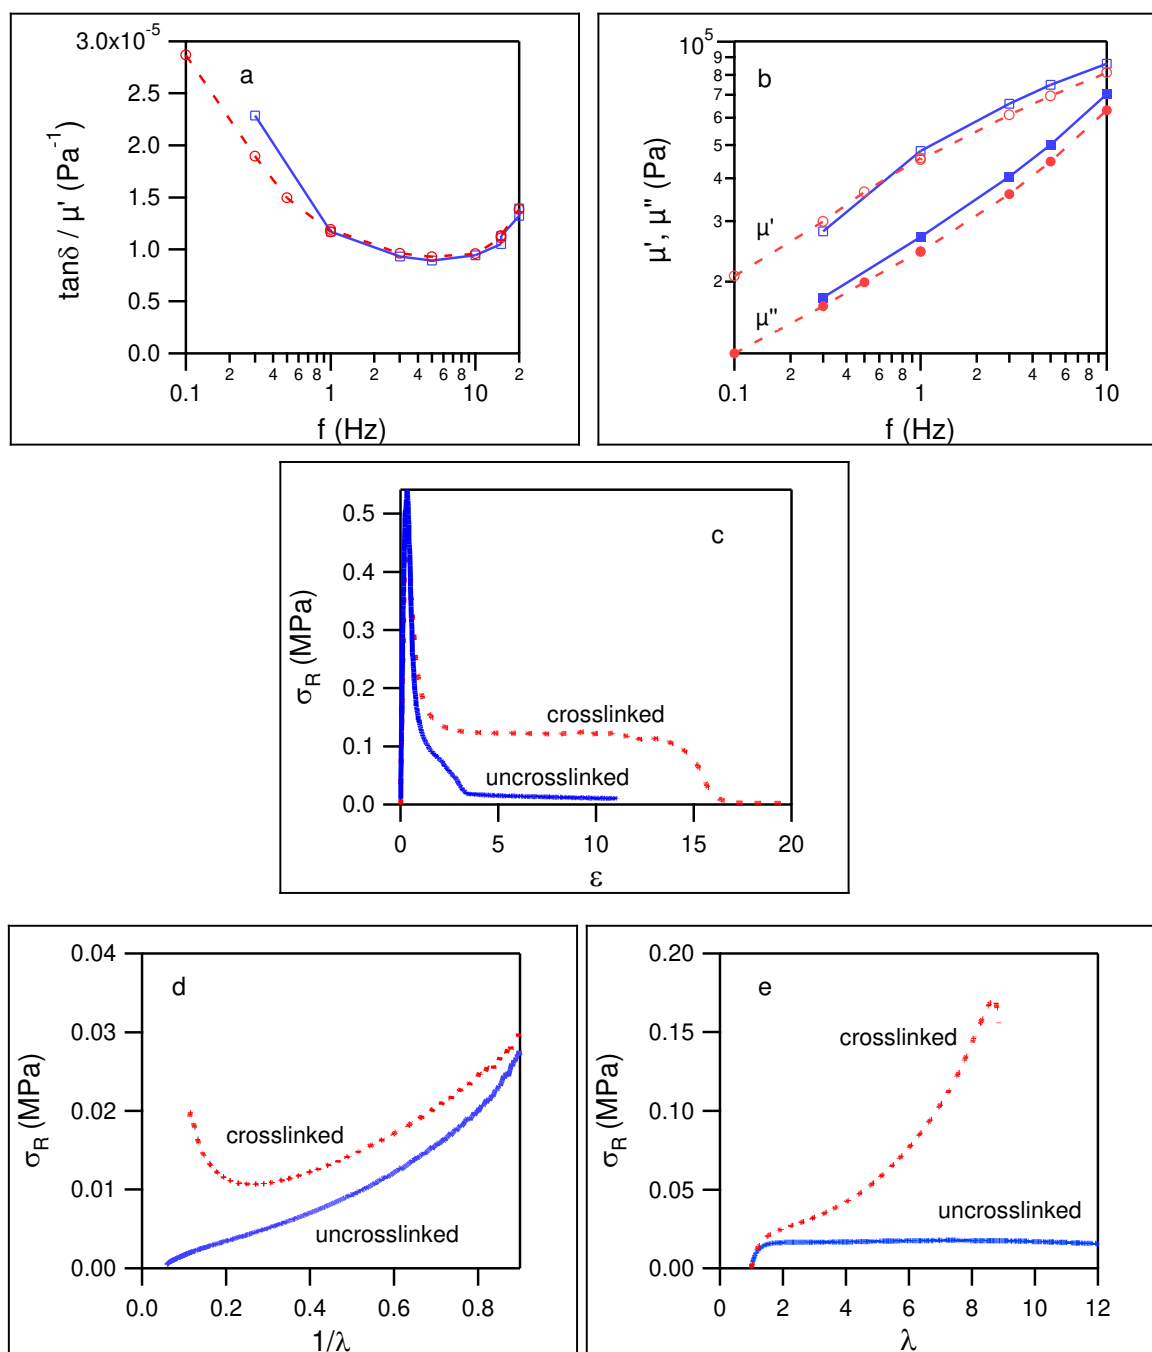 3.0x10-5
2.5
2.0
1.5
1.0
0.5
0.0
tanδ / μ' (Pa-1)
a
0.1
2
4
6
8
1
2
4
6
8
10
2
f (Hz)
105
9
8
7
6
5
4
3
2
μ', μ" (Pa)
b
μ'
μ"
0.1
2
4
6
8
1
2
4
6
8
10
f (Hz)
0.5
0.4
0.3
0.2
0.1
0.0
σR (MPa)
c
crosslinked
uncrosslinked
0
5
10
15
20
ε
0.04
0.03
0.02
0.01
0.00
σR (MPa)
d
crosslinked
uncrosslinked
0.0
0.2
0.4
0.6
0.8
1/λ
0.20
0.15
0.10
0.05
0.00
σR (MPa)
e
crosslinked
uncrosslinked
0
2
4
6
8
10
12
λ